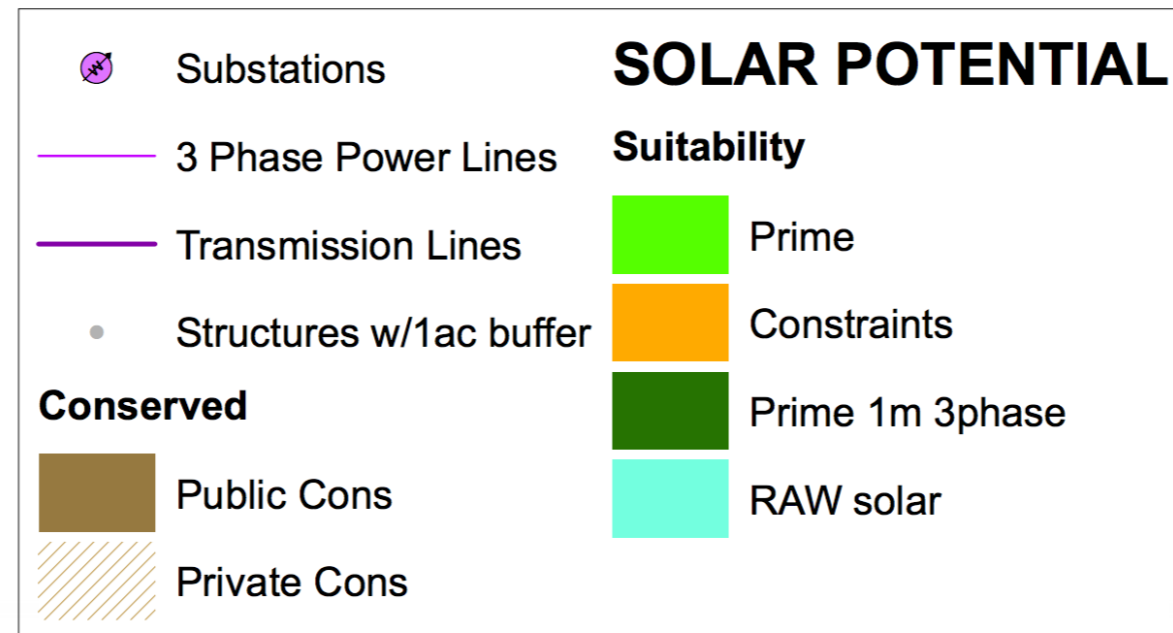 Substations
3 Phase Power Lines
Transmission Lines
Structures w/1ac buffer
Conserved
Public Cons
Private Cons
SOLAR POTENTIAL
Suitability
Prime
Constraints
Prime 1m 3phase
RAW solar